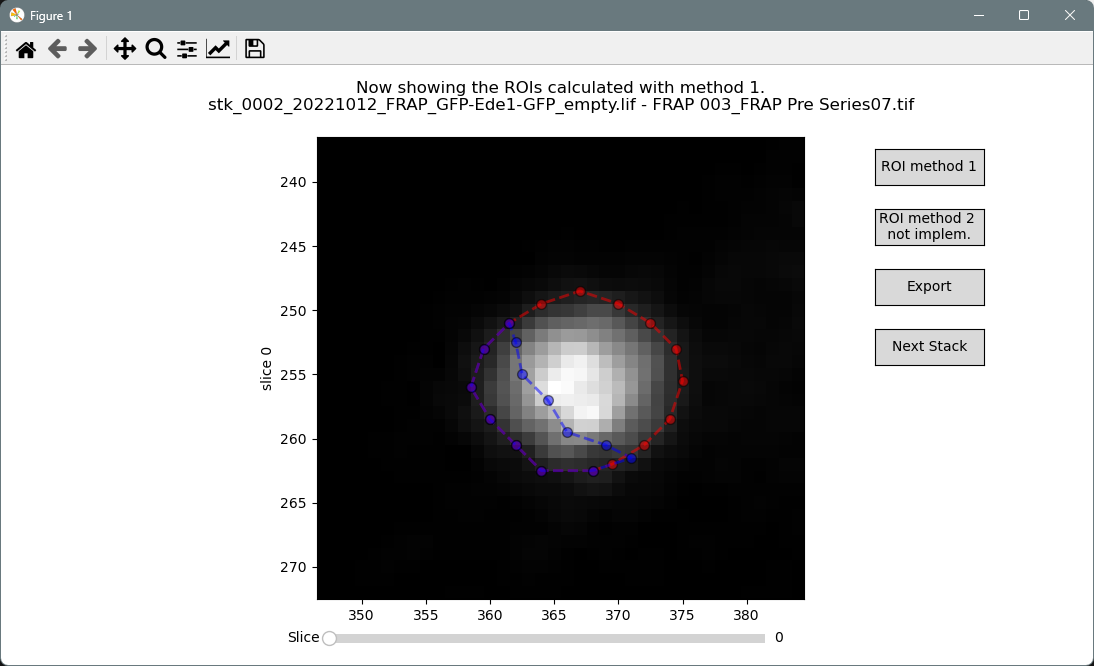 Figure 1
Now showing the ROIs calculated with method 1.
stk_0002_20221012_FRAP_GFP-Ede1-GFP_empty.lif - FRAP 003_FRAP Pre Series07.tif
ROI method 1
ROI method 2
not implem.
Export
Next Stack
slice 0
240
245
250
255
260
265
270
350
355
360
365
370
375
380
Slice
0